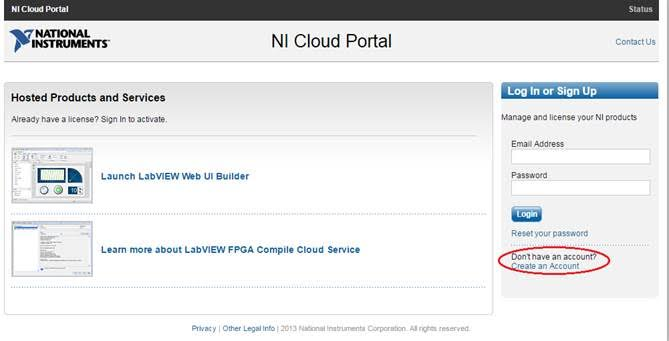 NI Cloud Portal
Status
NATIONAL
INSTRUMENTS™
NI Cloud Portal
Contact Us
Hosted Products and Services
Already have a license? Sign In to activate.
Launch LabVIEW Web UI Builder
Learn more about LabVIEW FPGA Compile Cloud Service
Log In or Sign Up
Manage and license your NI products
Email Address
Password
Login
Reset your password
Don't have an account?
Create an Account
Privacy | Other Legal Info | 2013 National Instruments Corporation. All rights reserved.